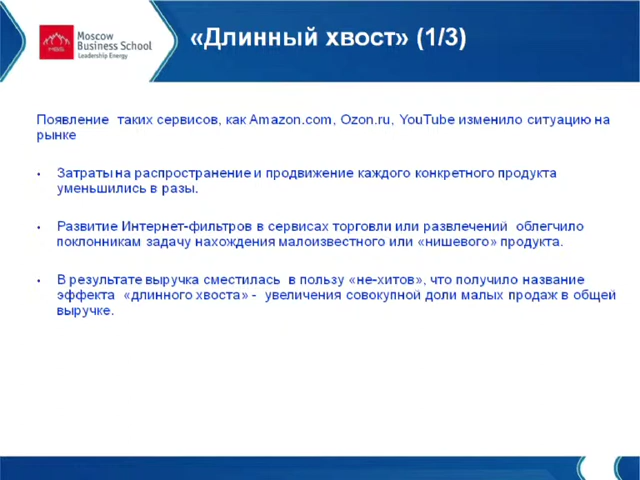 Moscow
Business School
Leadership Energy
MBS
«Длинный хвост» (1/3)
Появление таких сервисов, как Amazon.com, Ozon.ru, YouTube изменило ситуацию на
рынке
• Затраты на распространение и продвижение каждого конкретного продукта
уменьшились в разы.
• Развитие Интернет-фильтров в сервисах торговли или развлечений облегчило
поклонникам задачу нахождения малоизвестного или «нишевого» продукта.
• В результате выручка сместилась в пользу «не-хитов», что получило название
эффекта «длинного хвоста» - увеличения совокупной доли малых продаж в общей
выручке.